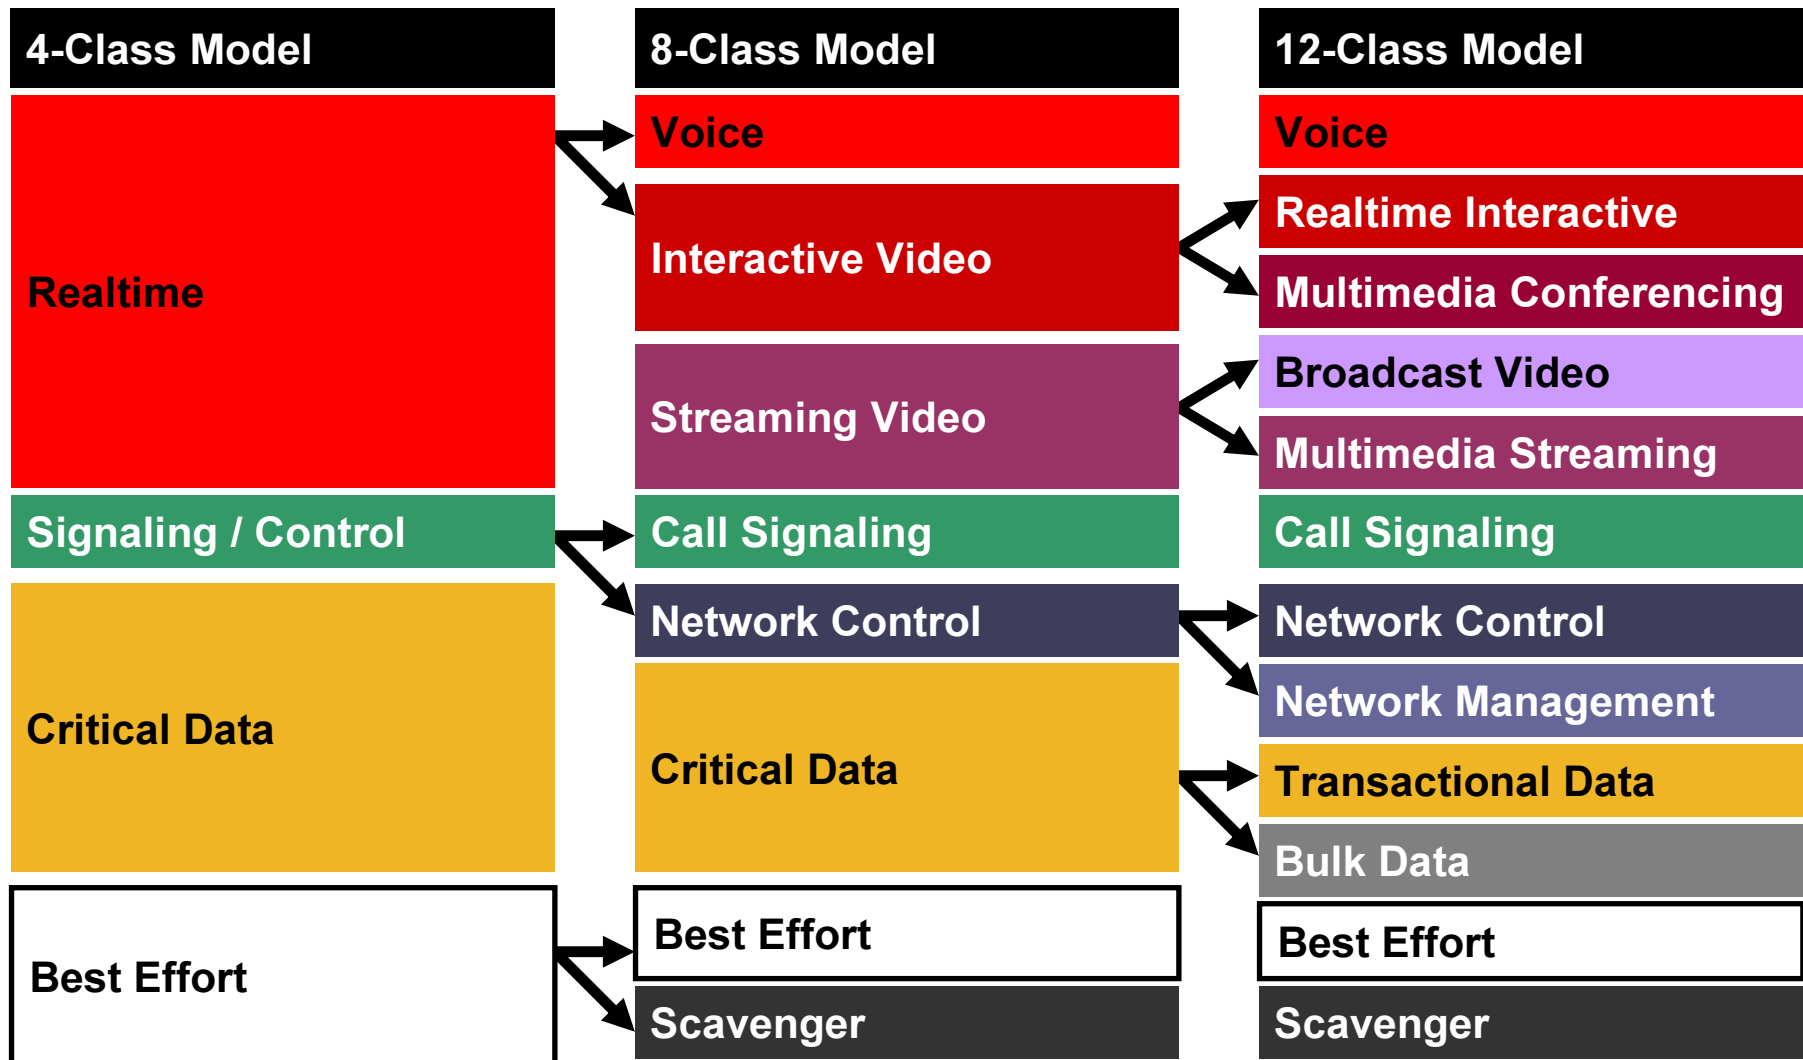 4-Class Model
8-Class Model
12-Class Model
Realtime
Signaling / Control
Critical Data
Best Effort
Voice
Interactive Video
Streaming Video
Call Signaling
Network Control
Critical Data
Best Effort
Scavenger
Voice
Realtime Interactive
Multimedia Conferencing
Broadcast Video
Multimedia Streaming
Call Signaling
Network Control
Network Management
Transactional Data
Bulk Data
Best Effort
Scavenger